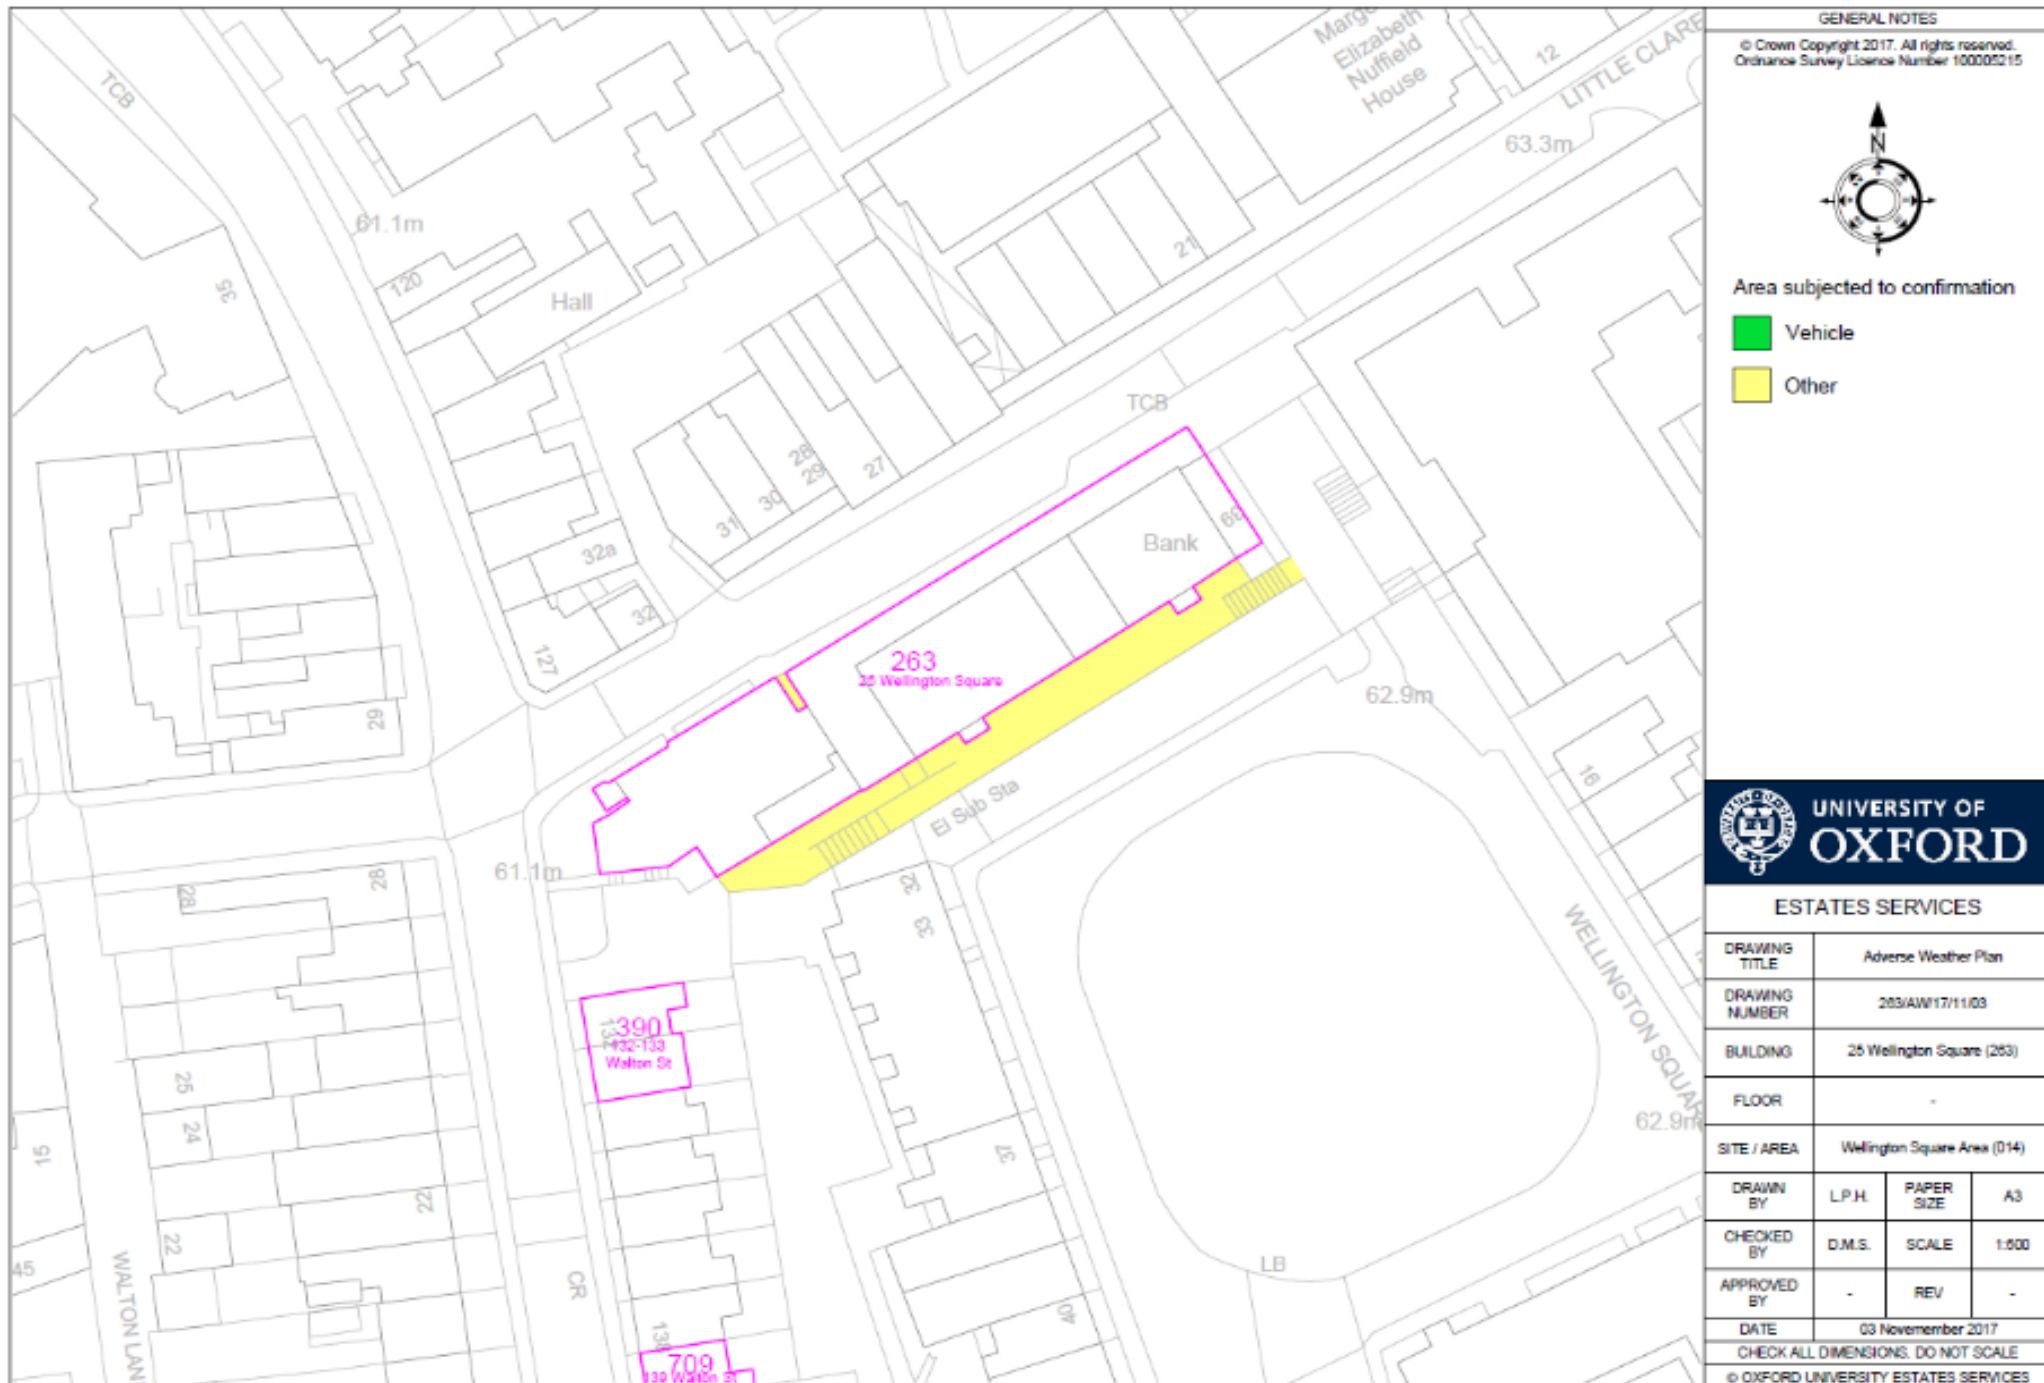 TCB
35
61.1m
120
Hall
Elizabeth
Nuffield
House
12
LITTLE CLARE
63.3m
21
TCB
28
29
27
30
31
32a
32
127
29
Bank
69
263
25 Wellington Square
62.9m
El Sub Sta
61.1m
28
28
32
33
16
WELLINGTON SQUAR
390
132-133
Walton St
132
25
24
37
62.9m
22
22
45
WALTON LAN
CR
LB
40
138
709
139 Walton St
GENERAL NOTES
© Crown Copyright 2017. All rights reserved.
Ordnance Survey Licence Number 100005215
N
Area subjected to confirmation
Vehicle
Other
UNIVERSITY OF
OXFORD
ESTATES SERVICES
DRAWING TITLE Adverse Weather Plan
DRAWING NUMBER 263/AW/17/11/03
BUILDING 25 Wellington Square (263)
FLOOR -
SITE / AREA Wellington Square Area (014)
DRAWN BY L.P.H. PAPER SIZE A3
CHECKED BY D.M.S. SCALE 1:600
APPROVED BY - REV -
DATE 03 Novemember 2017
CHECK ALL DIMENSIONS. DO NOT SCALE
© OXFORD UNIVERSITY ESTATES SERVICES